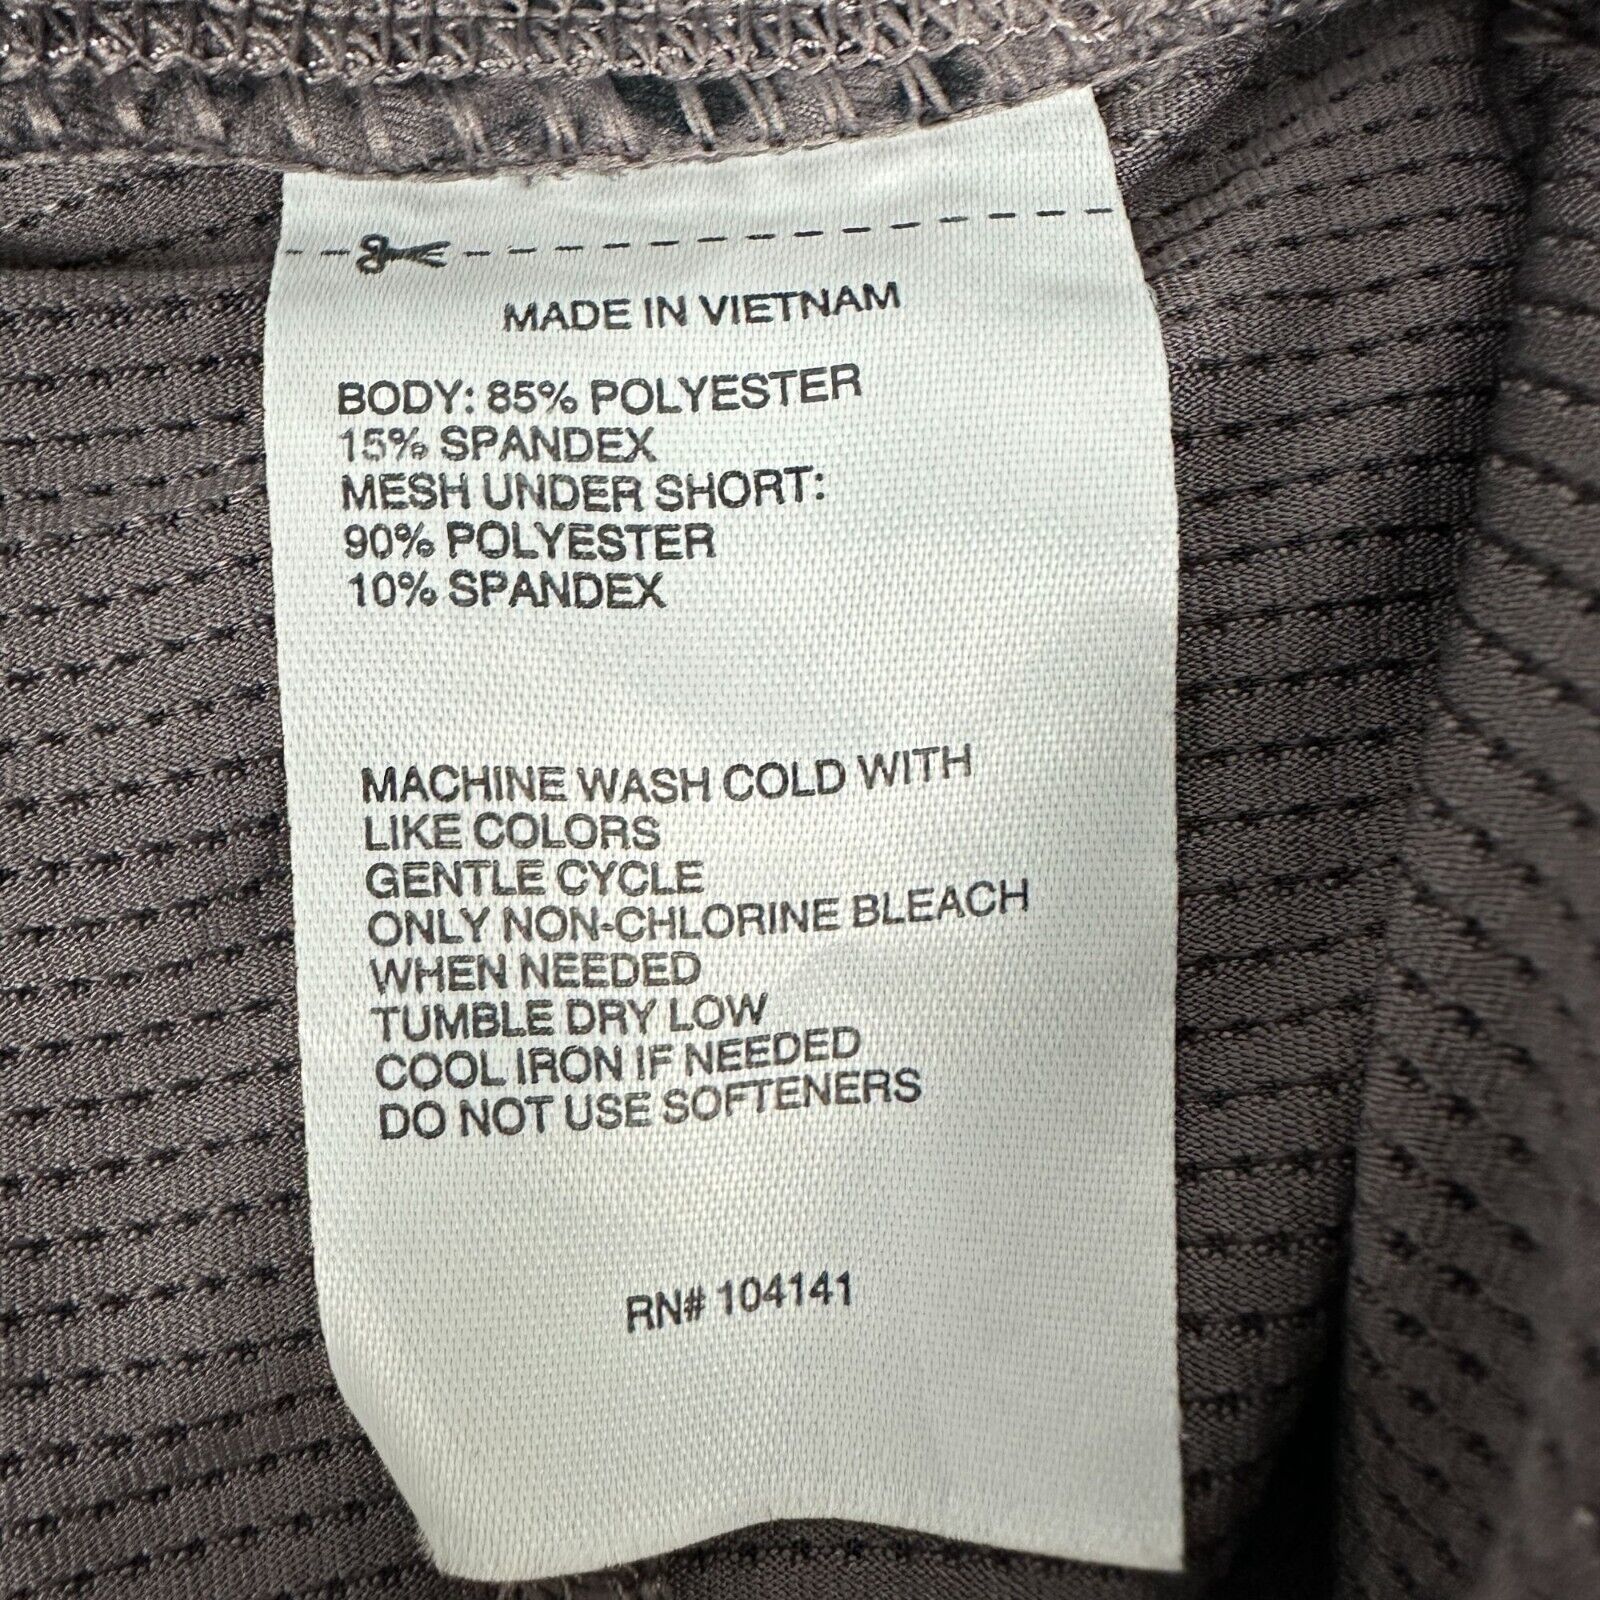 MADE IN VIETNAM
BODY: 85% POLYESTER
15% SPANDEX
MESH UNDER SHORT:
90% POLYESTER
10% SPANDEX
MACHINE WASH COLD WITH
LIKE COLORS
GENTLE CYCLE
ONLY NON-CHLORINE BLEACH
WHEN NEEDED
TUMBLE DRY LOW
COOL IRON IF NEEDED
DO NOT USE SOFTENERS
RN# 104141